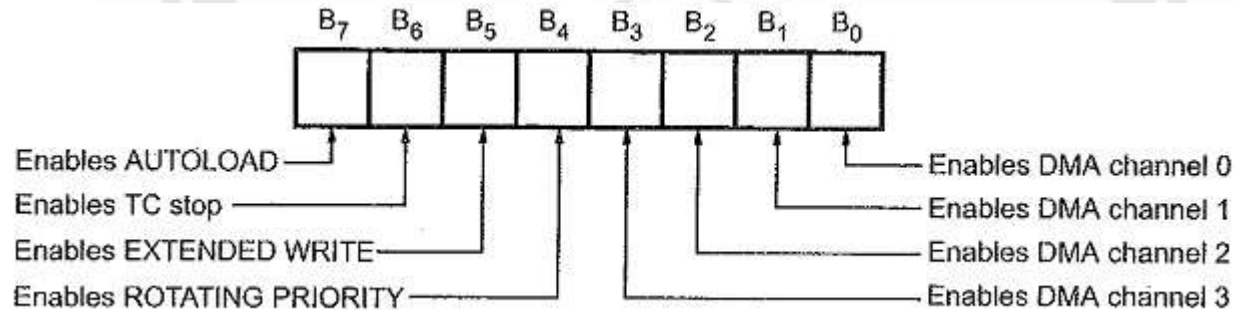 B7 B6 B5 B4 B3 B2 B1 B0
Enables AUTOLOAD
Enables DMA channel 0
Enables TC stop
Enables DMA channel 1
Enables EXTENDED WRITE
Enables DMA channel 2
Enables ROTATING PRIORITY
Enables DMA channel 3